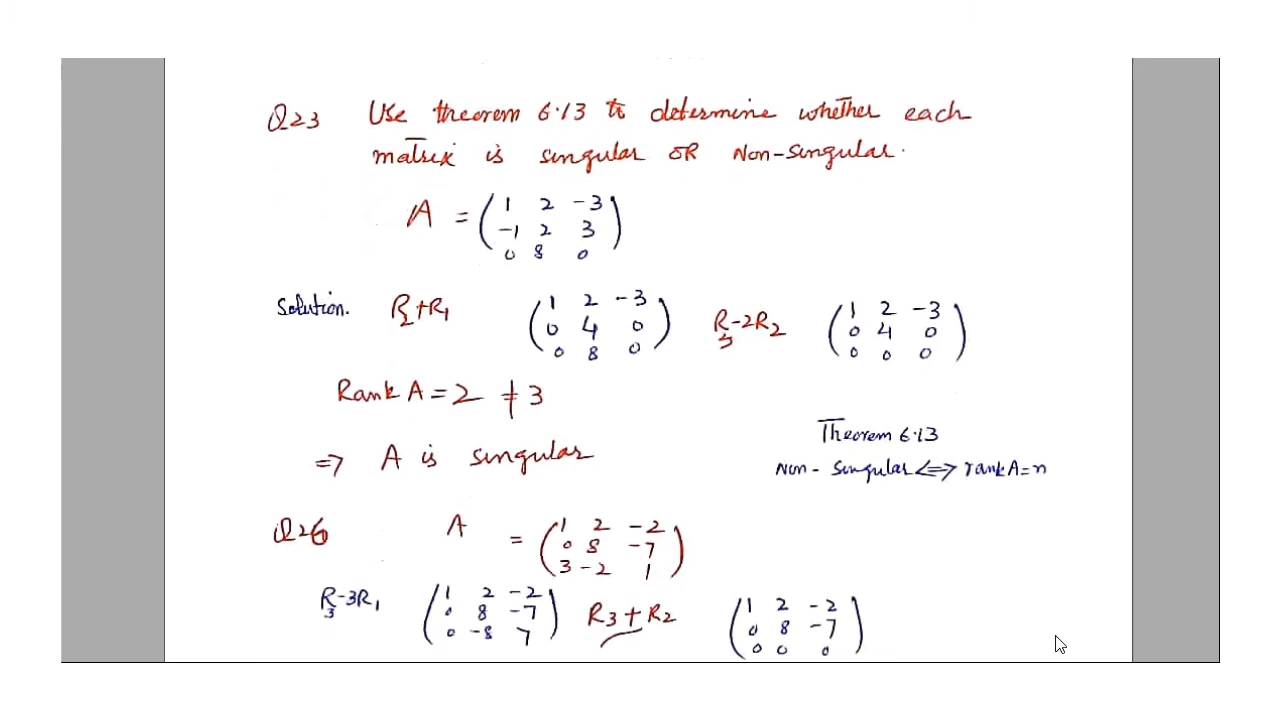 Q23 Use theorem 6.13 to determine whether each
matrix is singular OR Non-Singular.
A = (1 2 -3
-1 2 3
0 8 0)
Solution. R2+R1 (1 2 -3 R3-2R2 (1 2 -3
0 4 0 0 4 0
0 8 0) 0 0 0)
Rank A = 2 ≠ 3
⇒ A is singular
Theorem 6.13
Non-Singular ⇔ rank A = n
Q26 A = (1 2 -2
0 8 -7
3 -2 1)
R3-3R1 (1 2 -2 R3+R2 (1 2 -2
0 8 -7 0 8 -7
0 -8 7) 0 0 0)